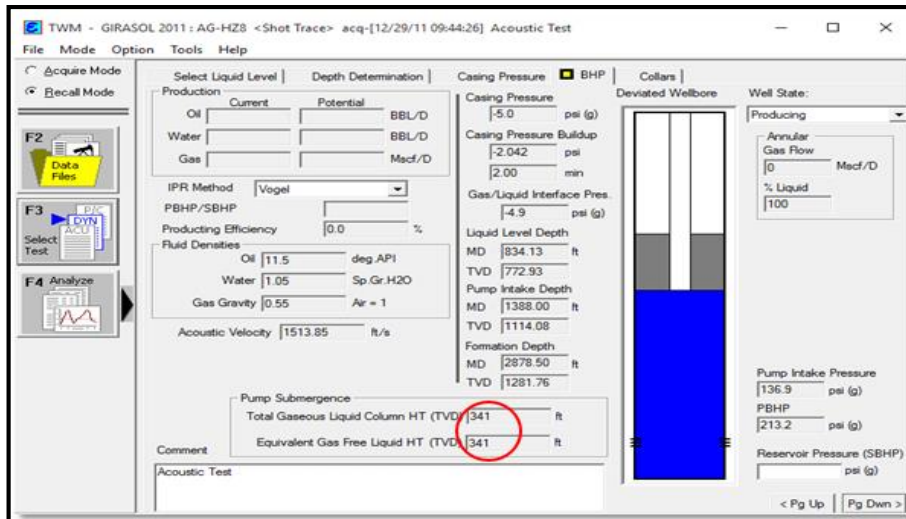 TWM - GIRASOL 2011 : AG-HZ8 <Shot Trace> acq-[12/29/11 09:44:26] Acoustic Test
File Mode Option Tools Help
Acquire Mode
Recall Mode
F2
Data
Files
F3
P/C
DYN
ACU
Select
Test
F4 Analyze
Select Liquid Level
Depth Determination
Casing Pressure
BHP
Collars
Production
Current Potential
Oil BBL/D
Water BBL/D
Gas Mscf/D
IPR Method Vogel
PBHP/SBHP
Producting Efficiency 0.0 %
Fluid Densities
Oil 11.5 deg.API
Water 1.05 Sp.Gr.H2O
Gas Gravity 0.55 Air = 1
Acoustic Velocity 1513.85 ft/s
Casing Pressure
-5.0 psi (g)
Casing Pressure Buildup
-2.042 psi
2.00 min
Gas/Liquid Interface Pres.
-4.9 psi (g)
Liquid Level Depth
MD 834.13 ft
TVD 772.93
Pump Intake Depth
MD 1388.00 ft
TVD 1114.08
Formation Depth
MD 2878.50 ft
TVD 1281.76
Pump Submergence
Total Gaseous Liquid Column HT (TVD) 341 ft
Equivalent Gas Free Liquid HT (TVD) 341 ft
Comment
Acoustic Test
Deviated Wellbore
Well State:
Producing
Annular
Gas Flow
0 Mscf/D
% Liquid
100
Pump Intake Pressure
136.9 psi (g)
PBHP
213.2 psi (g)
Reservoir Pressure (SBHP)
psi (g)
< Pg Up Pg Dwn >